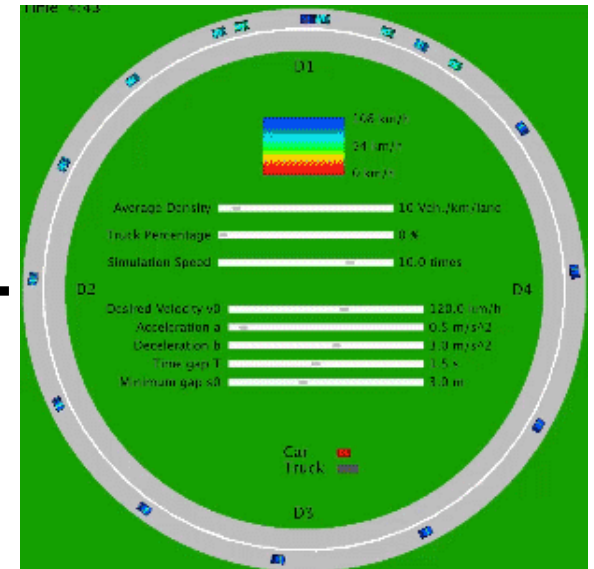 Time 4:43
D1
108 km/h
54 km/h
0 km/h
Average Density 10 Veh./km/lane
Truck Percentage 0 %
Simulation Speed 10.0 times
D2
D4
Desired Velocity v0 120.0 km/h
Acceleration a 0.5 m/s^2
Deceleration b 3.0 m/s^2
Time gap T 1.5 s
Minimum gap s0 3.0 m
Car
Truck
D3